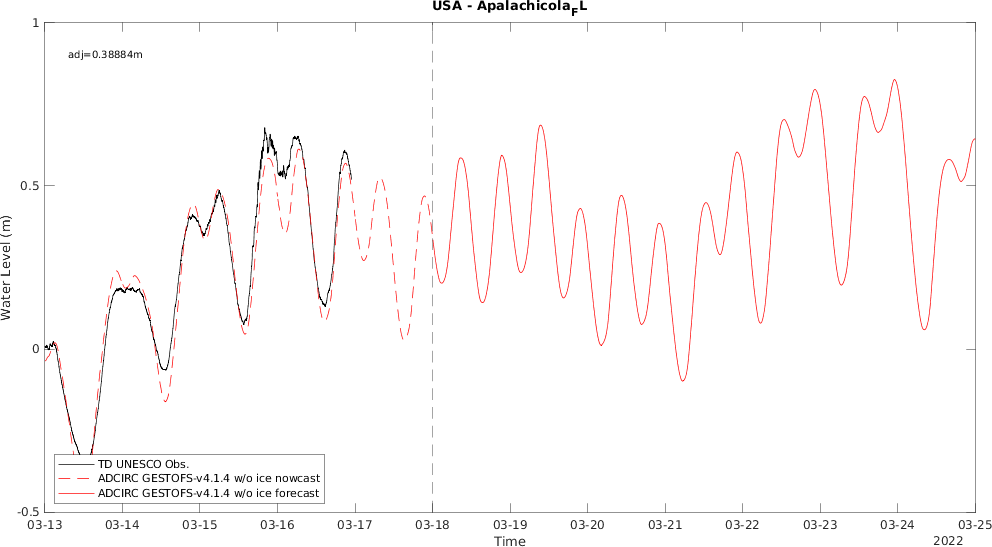 USA - Apalachicola_FL
adj=0.38884m
1
0.5
0
-0.5
Water Level (m)
TD UNESCO Obs.
ADCIRC GESTOFS-v4.1.4 w/o ice nowcast
ADCIRC GESTOFS-v4.1.4 w/o ice forecast
03-13 03-14 03-15 03-16 03-17 03-18 03-19 03-20 03-21 03-22 03-23 03-24 03-25
Time
2022